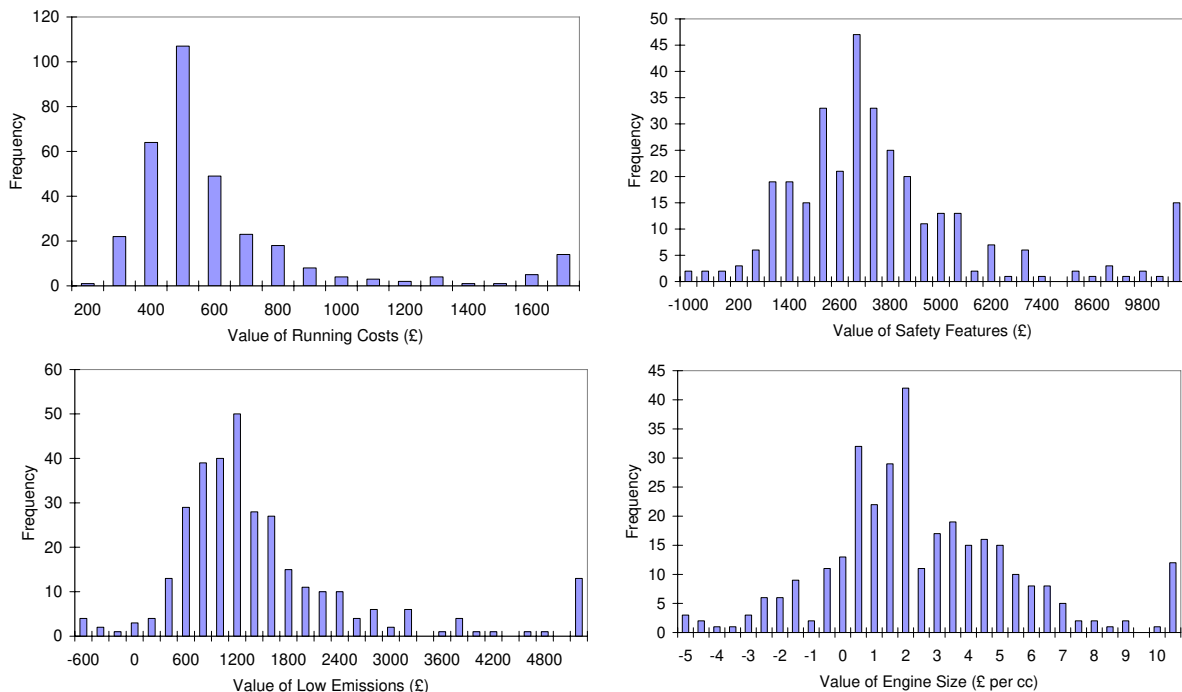 120
100
80
60
40
20
0
Frequency
200 400 600 800 1000 1200 1400 1600
Value of Running Costs (£)
50
45
40
35
30
25
20
15
10
5
0
Frequency
-1000 200 1400 2600 3800 5000 6200 7400 8600 9800
Value of Safety Features (£)
60
50
40
30
20
10
0
Frequency
-600 0 600 1200 1800 2400 3000 3600 4200 4800
Value of Low Emissions (£)
45
40
35
30
25
20
15
10
5
0
Frequency
-5 -4 -3 -2 -1 0 1 2 3 4 5 6 7 8 9 10
Value of Engine Size (£ per cc)